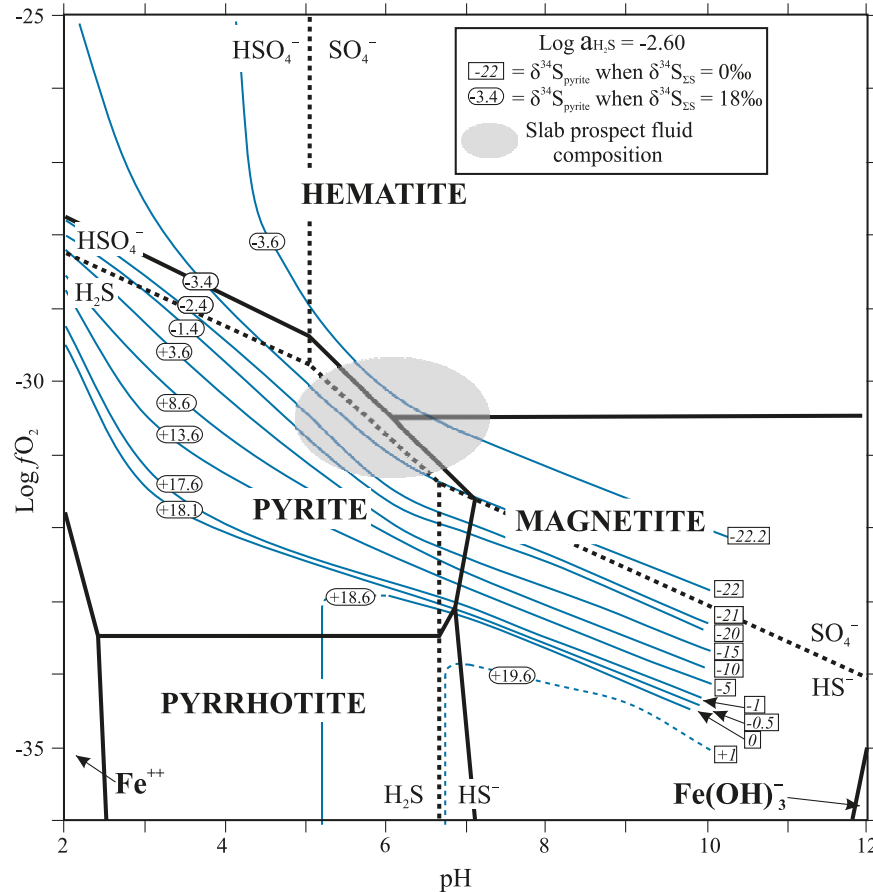 -25
HSO₄⁻ SO₄⁻
Log aH₂S = -2.60
-22 = δ³⁴Spyrite when δ³⁴SΣS = 0‰
-3.4 = δ³⁴Spyrite when δ³⁴SΣS = 18‰
Slab prospect fluid
composition
HEMATITE
-3.6
HSO₄⁻
-3.4
H₂S
-2.4
-1.4
+3.6
-30
+8.6
+13.6
Log fO₂
+17.6
+18.1
PYRITE
MAGNETITE
-22.2
-22
+18.6
-21
-20
SO₄⁻
-15
-10
HS⁻
+19.6
-5
PYRRHOTITE
-1
-0.5
0
-35
+1
Fe⁺⁺
H₂S HS⁻
Fe(OH)₃⁻
2 4 6 8 10 12
pH